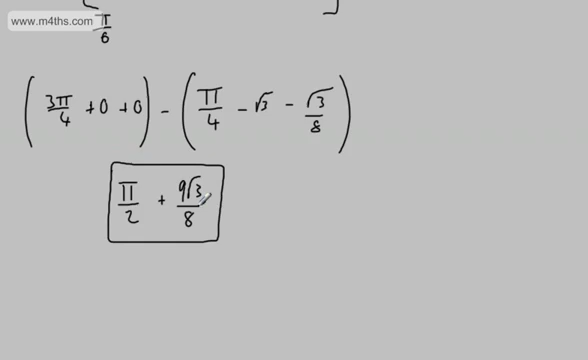 www.m4ths.com
π/6
(3π/4 + 0 + 0) - (π/4 - √3 - √3/8)
π/2 + 9√3/8